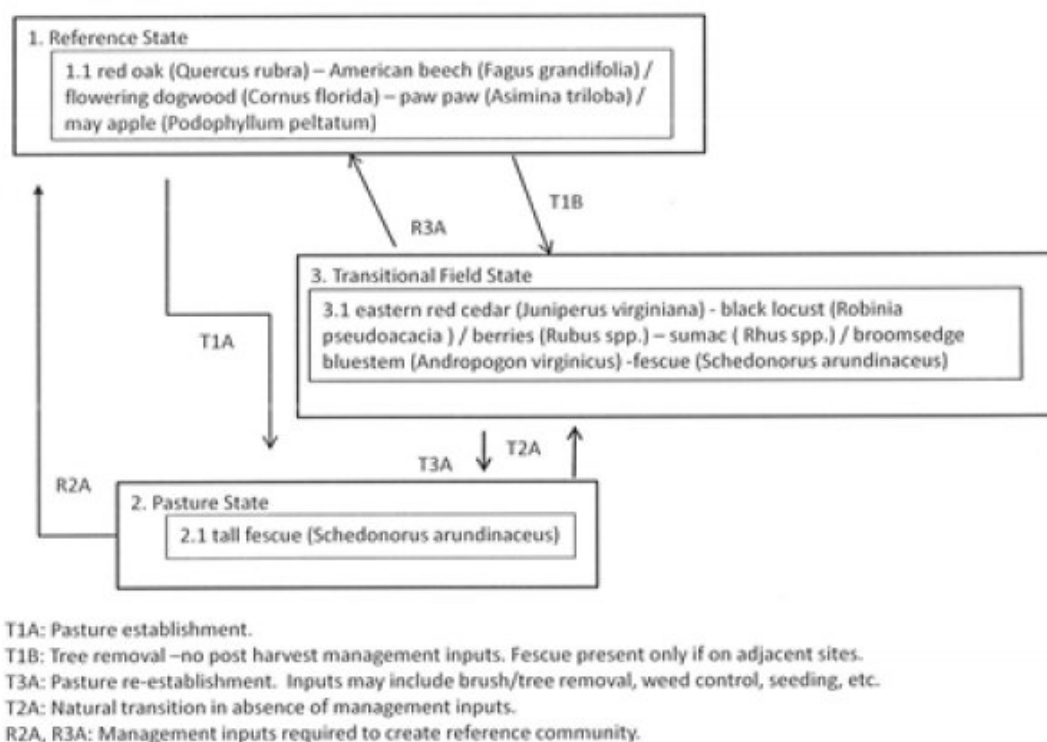 1. Reference State
1.1 red oak (Quercus rubra) – American beech (Fagus grandifolia) /
flowering dogwood (Cornus florida) – paw paw (Asimina triloba) /
may apple (Podophyllum peltatum)
T1B
R3A
3. Transitional Field State
3.1 eastern red cedar (Juniperus virginiana) - black locust (Robinia
pseudoacacia ) / berries (Rubus spp.) – sumac ( Rhus spp.) / broomsedge
bluestem (Andropogon virginicus) -fescue (Schedonorus arundinaceus)
T1A
T3A
T2A
R2A
2. Pasture State
2.1 tall fescue (Schedonorus arundinaceus)
T1A: Pasture establishment.
T1B: Tree removal –no post harvest management inputs. Fescue present only if on adjacent sites.
T3A: Pasture re-establishment.  Inputs may include brush/tree removal, weed control, seeding, etc.
T2A: Natural transition in absence of management inputs.
R2A, R3A: Management inputs required to create reference community.